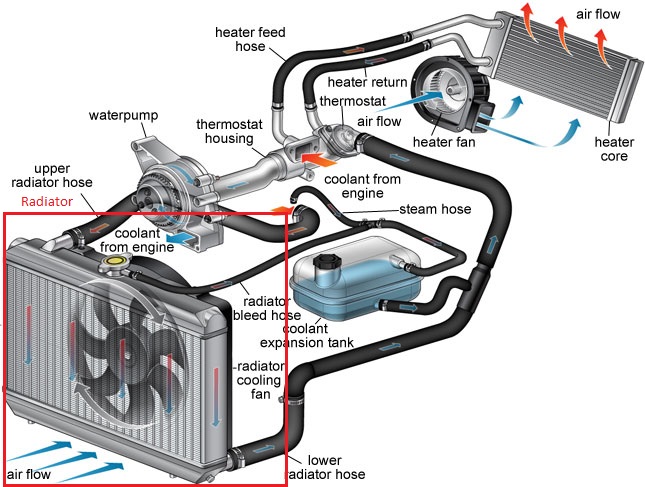 air flow
heater feed
hose
heater return
thermostat
air flow
heater fan
heater
core
waterpump
thermostat
housing
coolant from
engine
upper
radiator hose
Radiator
steam hose
coolant
from engine
radiator
bleed hose
coolant
expansion tank
radiator
cooling
fan
lower
radiator hose
air flow